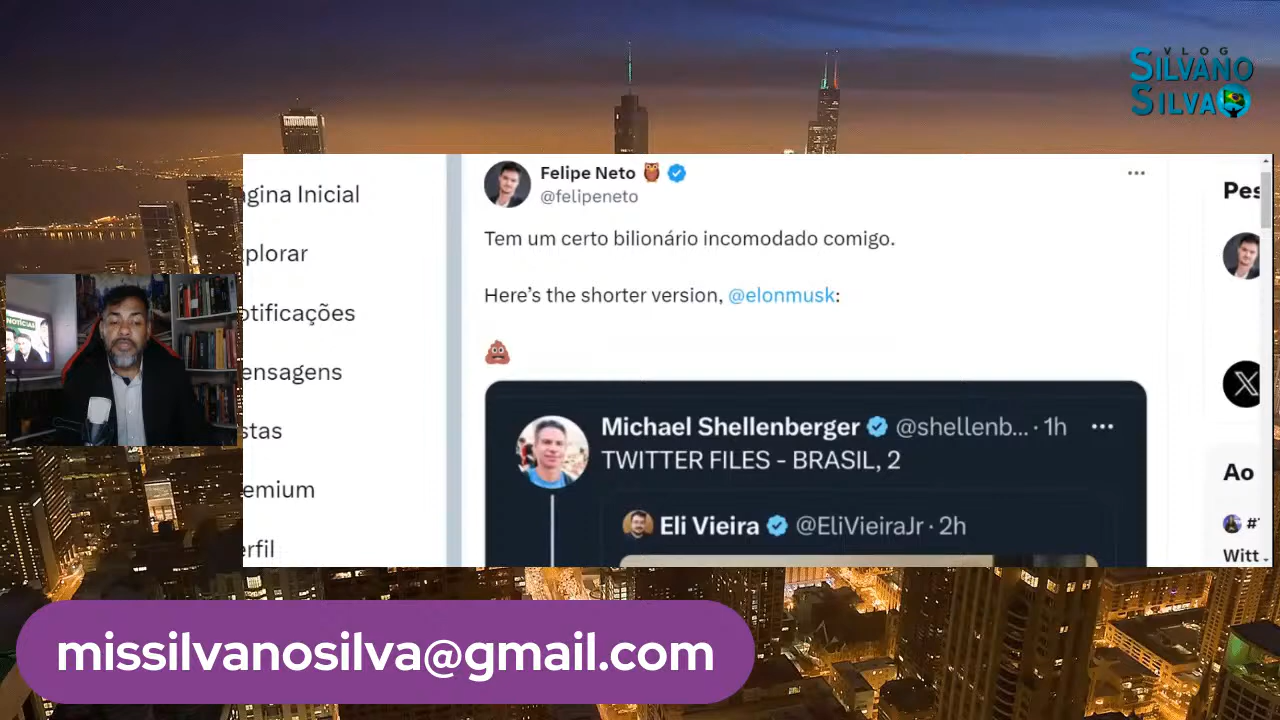 VLOG
SILVANO
SILVA
NOTÍCIAS
ágina Inicial
plorar
otificações
ensagens
stas
emium
erfil
Felipe Neto
@felipeneto
Tem um certo bilionário incomodado comigo.
Here's the shorter version, @elonmusk:
Michael Shellenberger @shellenb... · 1h
TWITTER FILES - BRASIL, 2
Eli Vieira @EliVieiraJr · 2h
Pes
Ao
Witt
missilvanosilva@gmail.com